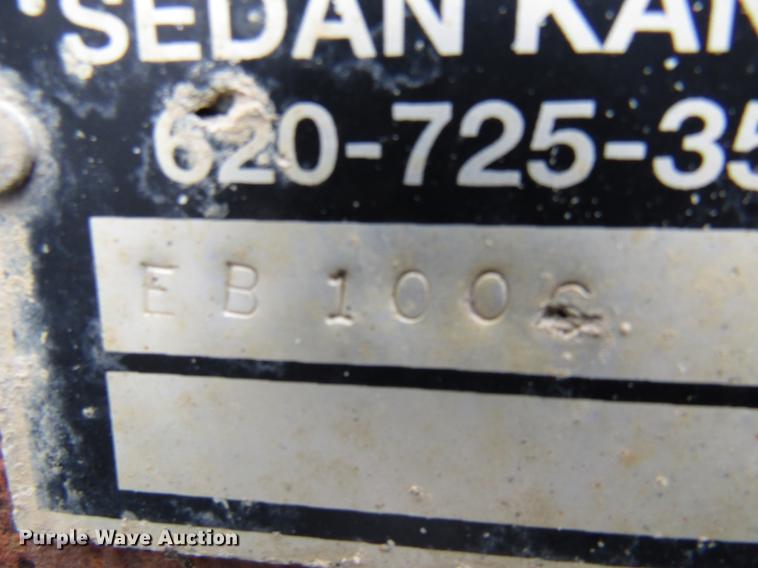 SEDAN KAN
620-725-35
EB 100
Purple Wave Auction